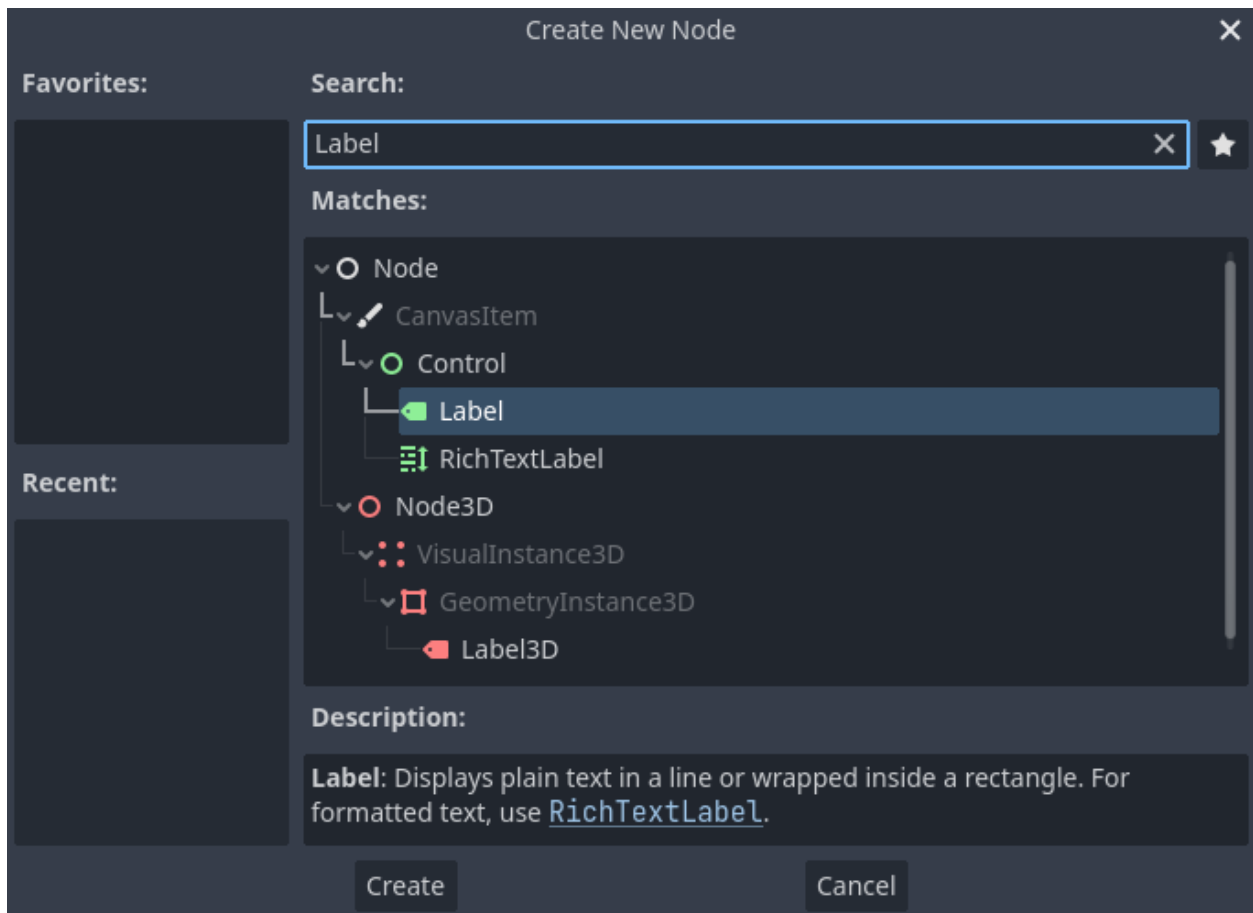 Create New Node
Favorites:
Search:
Label
Matches:
Node
CanvasItem
Control
Label
RichTextLabel
Recent:
Node3D
VisualInstance3D
GeometryInstance3D
Label3D
Description:
Label: Displays plain text in a line or wrapped inside a rectangle. For
formatted text, use RichTextLabel.
Create
Cancel